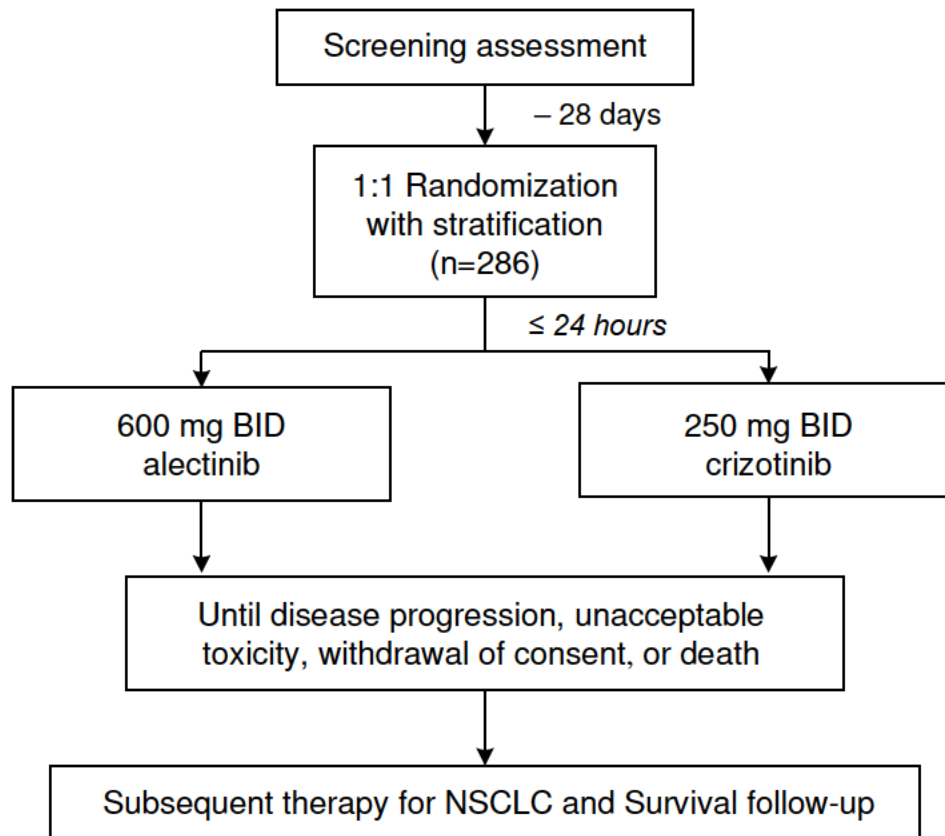 Screening assessment
– 28 days
1:1 Randomization
with stratification
(n=286)
≤ 24 hours
600 mg BID
alectinib
250 mg BID
crizotinib
Until disease progression, unacceptable
toxicity, withdrawal of consent, or death
Subsequent therapy for NSCLC and Survival follow-up